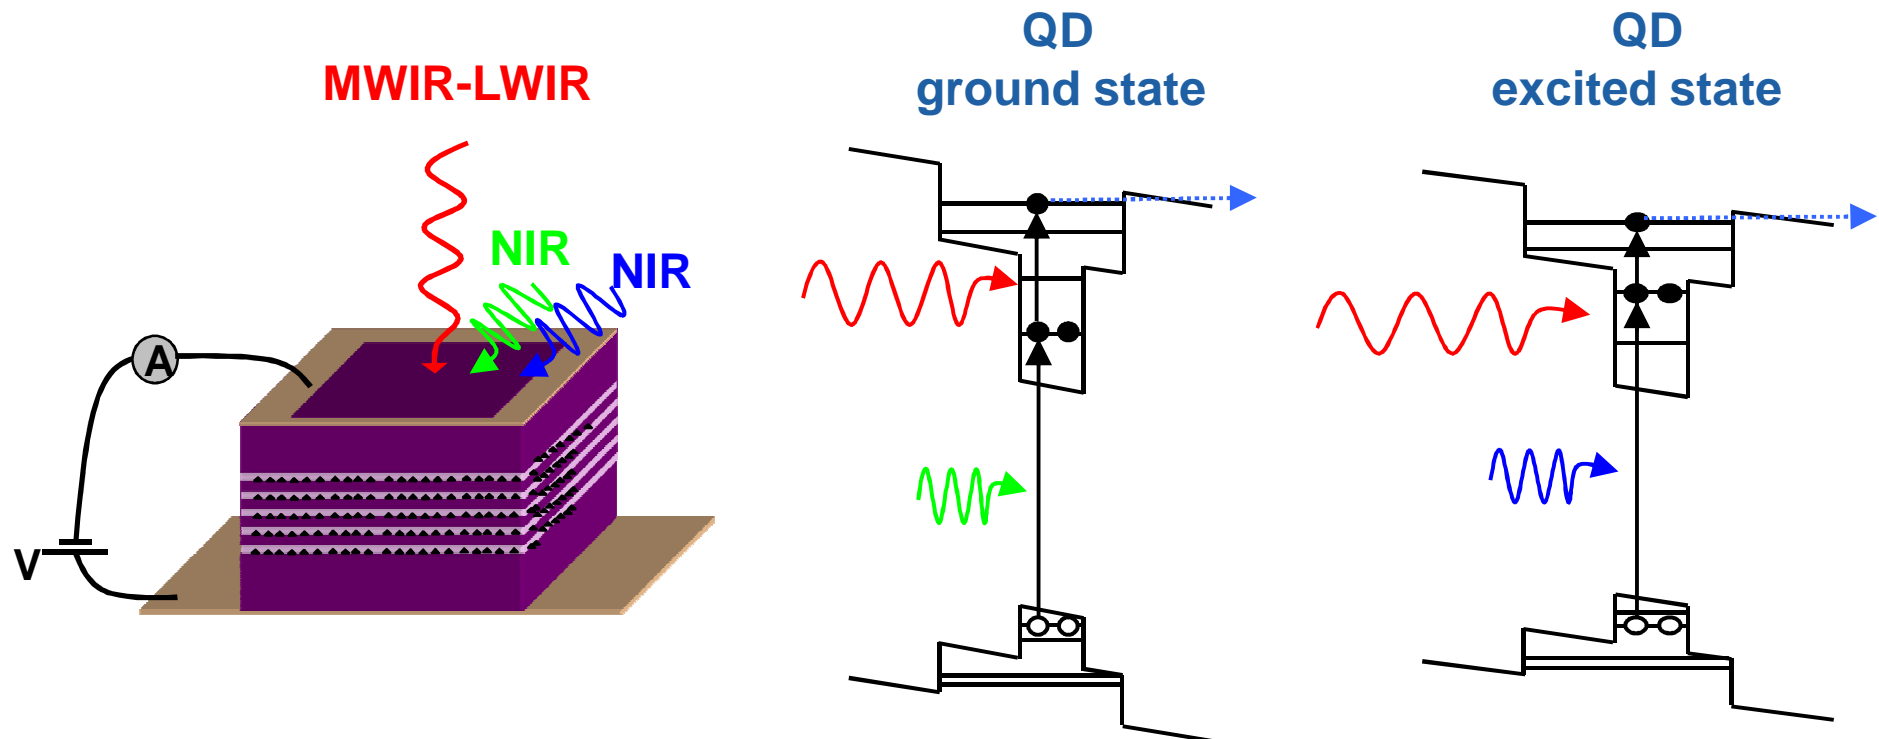 MWIR-LWIR
NIR
NIR
A
V
QD
ground state
QD
excited state